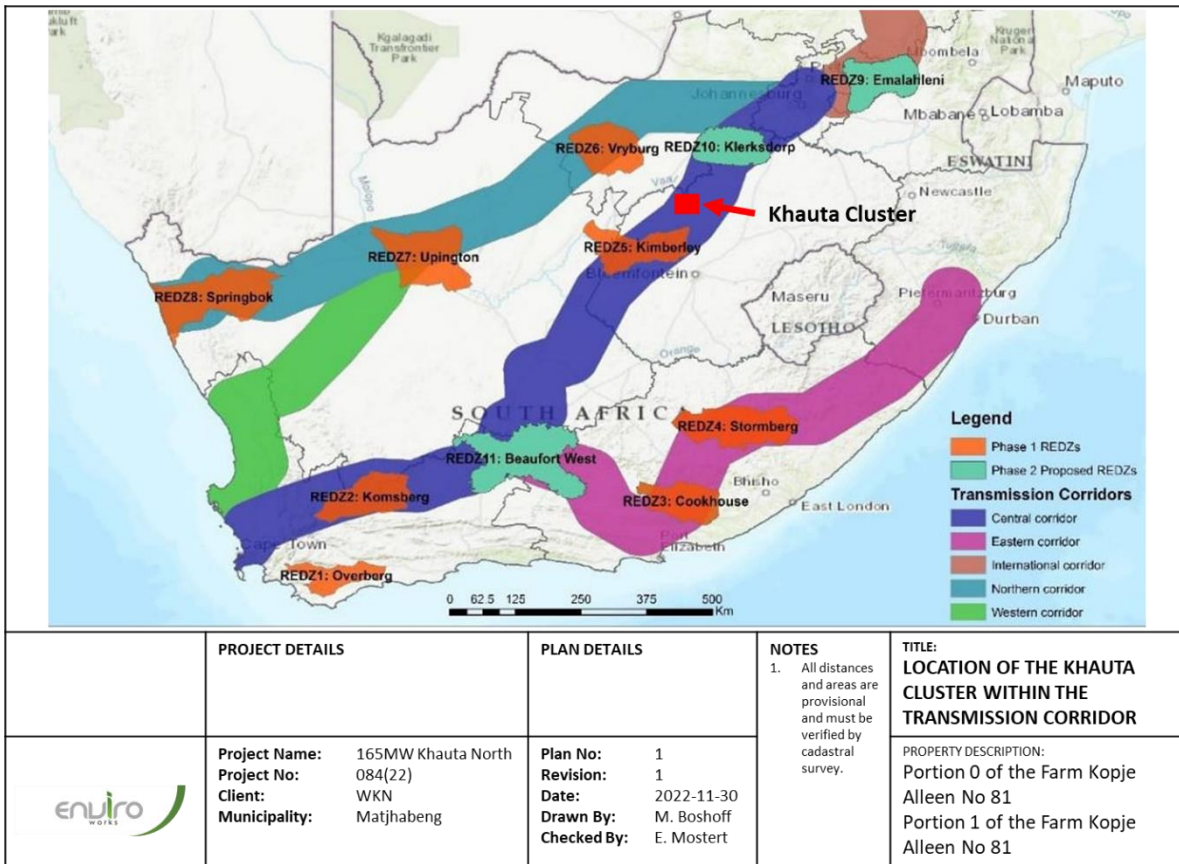 Kgalagadi
Transfrontier
Park
Kruger
National
Park
REDZ9: Emalahleni
Maputo
Johannesburg
Mbabane
Lobamba
REDZ6: Vryburg
REDZ10: Klerksdorp
ESWATINI
Vaal
Molopo
Newcastle
Khauta Cluster
REDZ5: Kimberley
REDZ7: Upington
Bloemfontein
REDZ8: Springbok
Maseru
LESOTHO
Pietermaritzburg
Durban
Orange
SOUTH AFRICA
REDZ4: Stormberg
REDZ11: Beaufort West
Bhisho
REDZ2: Komsberg
REDZ3: Cookhouse
East London
Cape Town
Port
Elizabeth
REDZ1: Overberg
0 62.5 125 250 375 500
Km
Legend
Phase 1 REDZs
Phase 2 Proposed REDZs
Transmission Corridors
Central corridor
Eastern corridor
International corridor
Northern corridor
Western corridor
PROJECT DETAILS
Project Name: 165MW Khauta North
Project No: 084(22)
Client: WKN
Municipality: Matjhabeng
PLAN DETAILS
Plan No: 1
Revision: 1
Date: 2022-11-30
Drawn By: M. Boshoff
Checked By: E. Mostert
NOTES
1. All distances
and areas are
provisional
and must be
verified by
cadastral
survey.
TITLE:
LOCATION OF THE KHAUTA
CLUSTER WITHIN THE
TRANSMISSION CORRIDOR
PROPERTY DESCRIPTION:
Portion 0 of the Farm Kopje
Alleen No 81
Portion 1 of the Farm Kopje
Alleen No 81
enviro
works